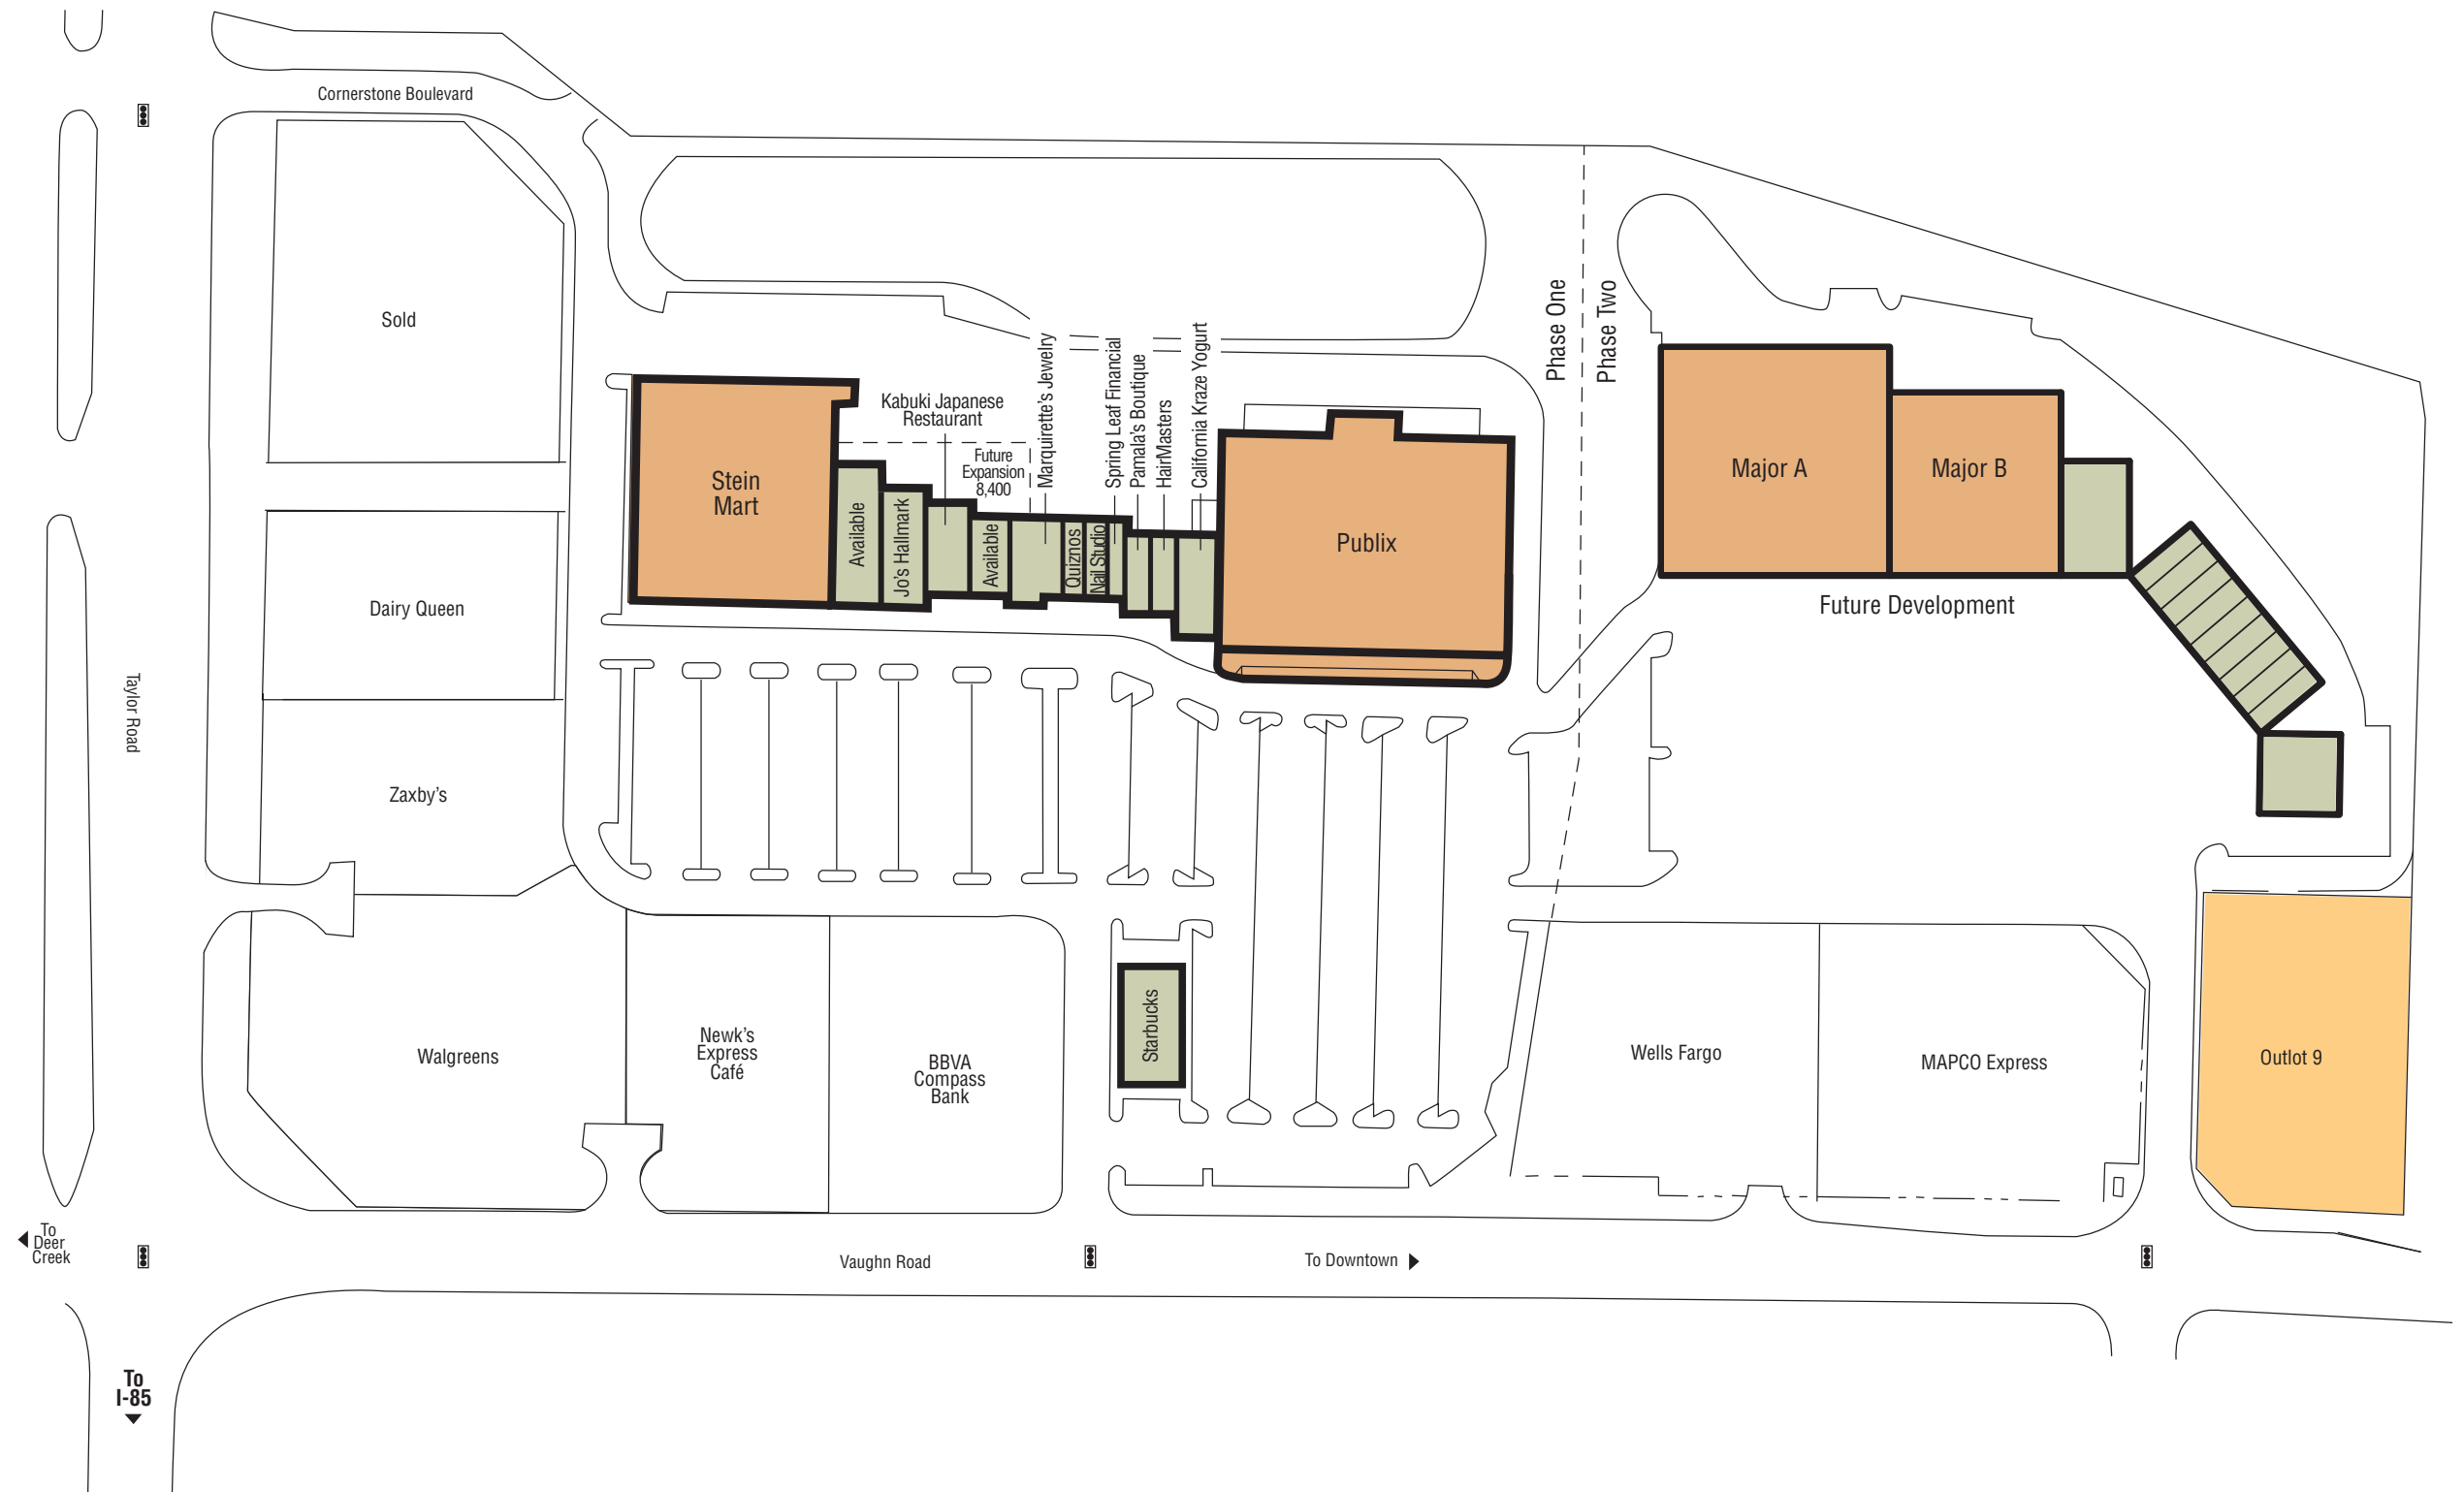 Cornerstone Boulevard
Sold
Dairy Queen
Zaxby's
Taylor Road
Stein
Mart
Available
Jo's Hallmark
Kabuki Japanese
Restaurant
Future
Expansion
8,400
Available
Marquirette's Jewelry
Quiznos
Nail Studio
Spring Leaf Financial
Pamala's Boutique
HairMasters
California Kraze Yogurt
Publix
Phase One
Phase Two
Major A
Major B
Future Development
Walgreens
Newk's
Express
Café
BBVA
Compass
Bank
Starbucks
Wells Fargo
MAPCO Express
Outlot 9
To
Deer
Creek
Vaughn Road
To Downtown
To
I-85